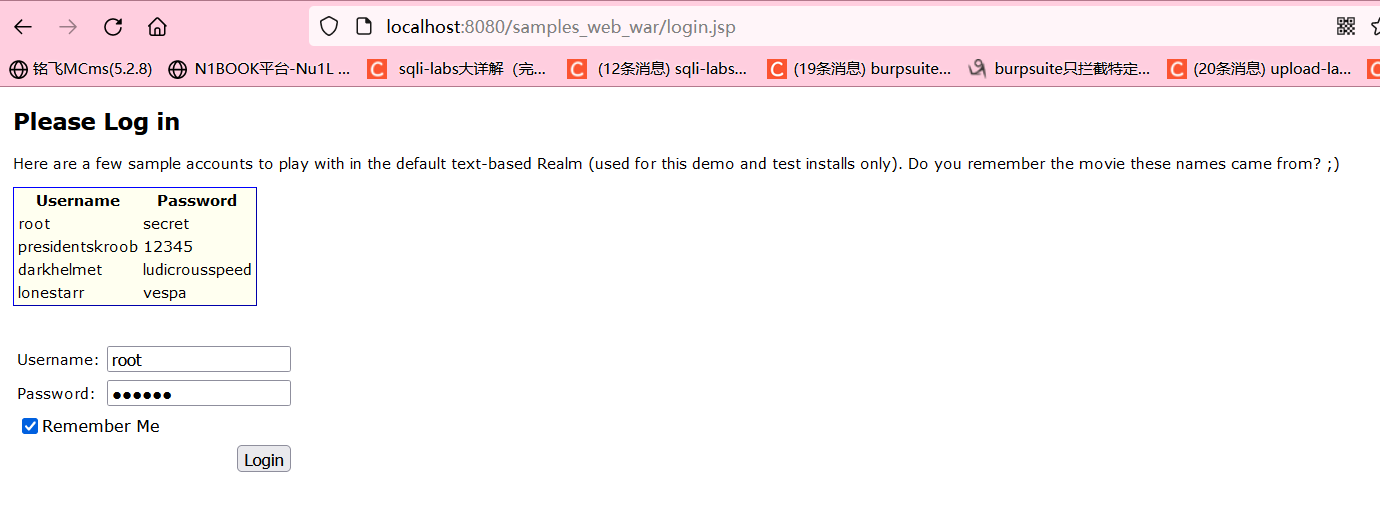 localhost:8080/samples_web_war/login.jsp
铭飞MCms(5.2.8) N1BOOK平台-Nu1L ... sqli-labs大详解（完... (12条消息) sqli-labs... (19条消息) burpsuite... burpsuite只拦截特定... (20条消息) upload-la...
Please Log in
Here are a few sample accounts to play with in the default text-based Realm (used for this demo and test installs only). Do you remember the movie these names came from? ;)
Username Password
root secret
presidentskroob 12345
darkhelmet ludicrousspeed
lonestarr vespa
Username: root
Password: ●●●●●●
Remember Me
Login